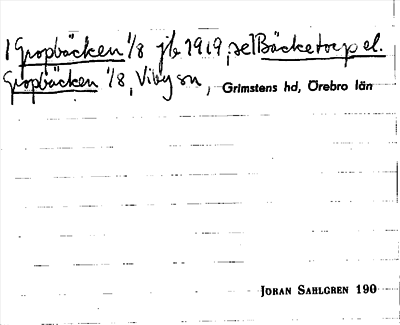 1 Gropbäcken 1/8 jb 1919, se Bäcketorp el.
Gropbäcken 1/8, Viby sn, Grimstens hd, Örebro län
JÖRAN SAHLGREN 190